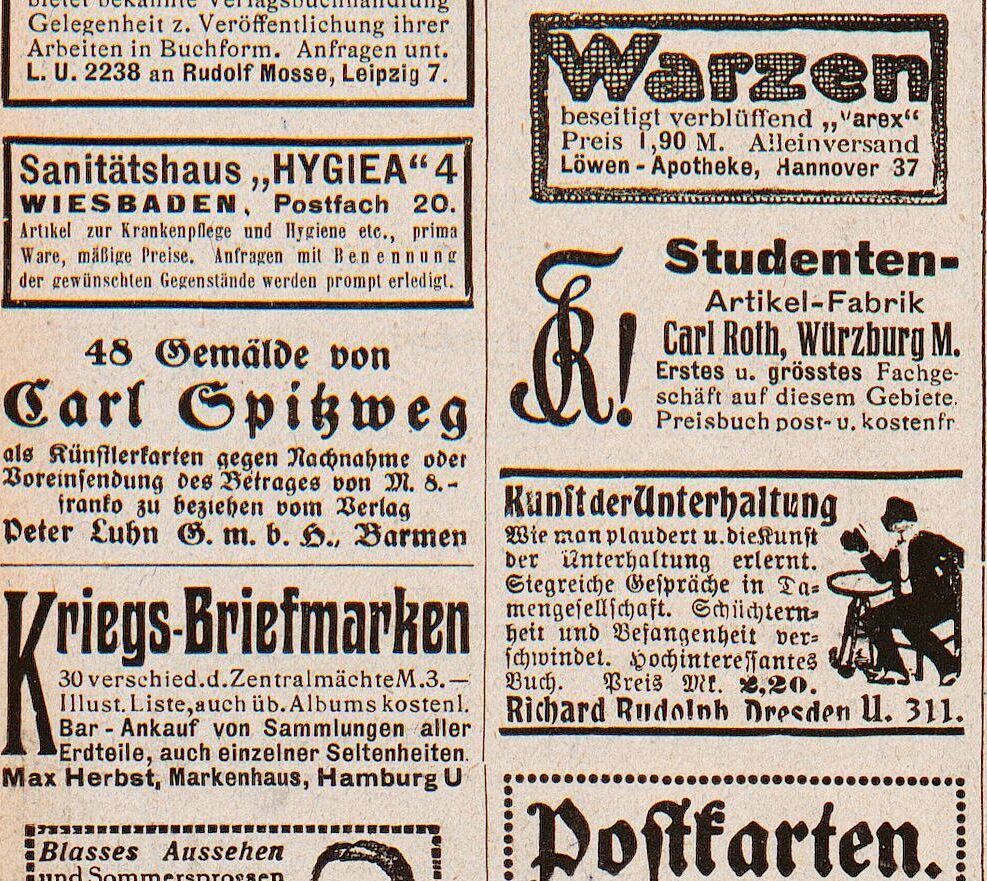 bietet bekannte Verlagsbuchhandlung
Gelegenheit z. Veröffentlichung ihrer
Arbeiten in Buchform. Anfragen unt.
L. U. 2238 an Rudolf Mosse, Leipzig 7.
Sanitätshaus „HYGIEA“ 4
WIESBADEN, Postfach 20.
Artikel zur Krankenpflege und Hygiene etc., prima
Ware, mäßige Preise. Anfragen mit Benennung
der gewünschten Gegenstände werden prompt erledigt.
48 Gemälde von
Carl Spitzweg
als Künstlerkarten gegen Nachnahme oder
Voreinsendung des Betrages von M. 8.-
franko zu beziehen vom Verlag
Peter Luhn G. m. b. H., Barmen
Kriegs-Briefmarken
30 verschied. d. Zentralmächte M. 3.—
Illust. Liste, auch üb. Albums kostenl.
Bar-Ankauf von Sammlungen aller
Erdteile, auch einzelner Seltenheiten.
Max Herbst, Markenhaus, Hamburg U
Blasses Aussehen
und Sommersprossen
Warzen
beseitigt verblüffend „Varex“
Preis 1,90 M. Alleinversand
Löwen-Apotheke, Hannover 37
Studenten-
Artikel-Fabrik
Carl Roth, Würzburg M.
Erstes u. grösstes Fachge-
schäft auf diesem Gebiete.
Preisbuch post- u. kostenfr
Kunst der Unterhaltung
Wie man plaudert u. die Kunst
der Unterhaltung erlernt.
Siegreiche Gespräche in Da-
mengesellschaft. Schüchtern-
heit und Befangenheit ver-
schwindet. Hochinteressantes
Buch. Preis Mk. 2,20.
Richard Rudolph Dresden U. 311.
Postkarten.